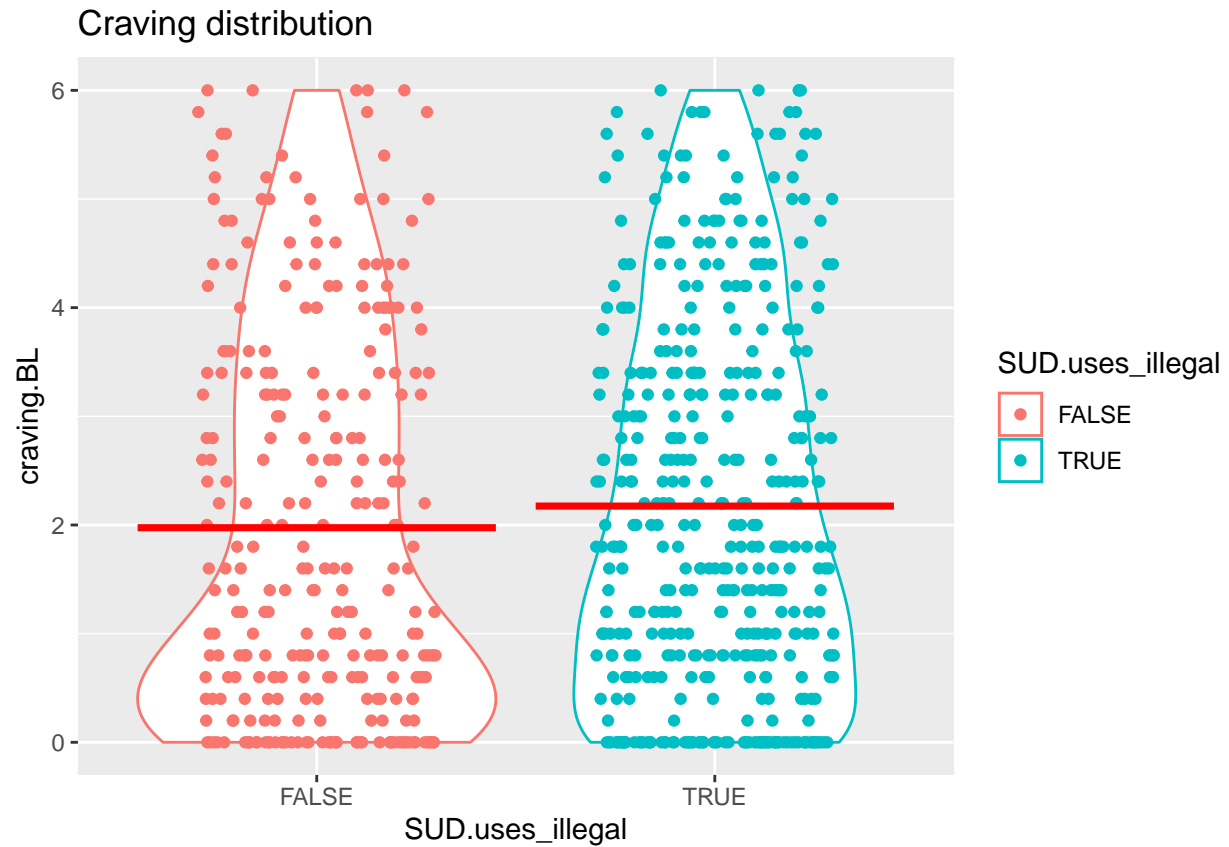 Craving distribution
6
4
2
0
craving.BL
FALSE
TRUE
SUD.uses_illegal
SUD.uses_illegal
FALSE
TRUE